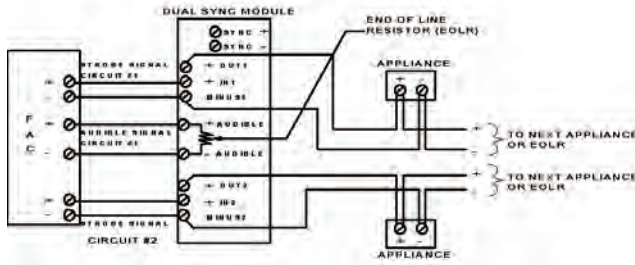 DUAL SYNC MODULE
SYNC +
SYNC -
END OF LINE
RESISTOR (EOLR)
STROBE SIGNAL
CIRCUIT #1
+ OUT1
+ IN1
MINUS1
APPLIANCE
+ -
+
-
F
A
C
+
-
AUDIBLE SIGNAL
CIRCUIT #1
+ AUDIBLE
- AUDIBLE
+
-
TO NEXT APPLIANCE
OR EOLR
+ OUT2
+ IN2
MINUS2
+
-
TO NEXT APPLIANCE
OR EOLR
+
-
STROBE SIGNAL
CIRCUIT #2
+ -
APPLIANCE